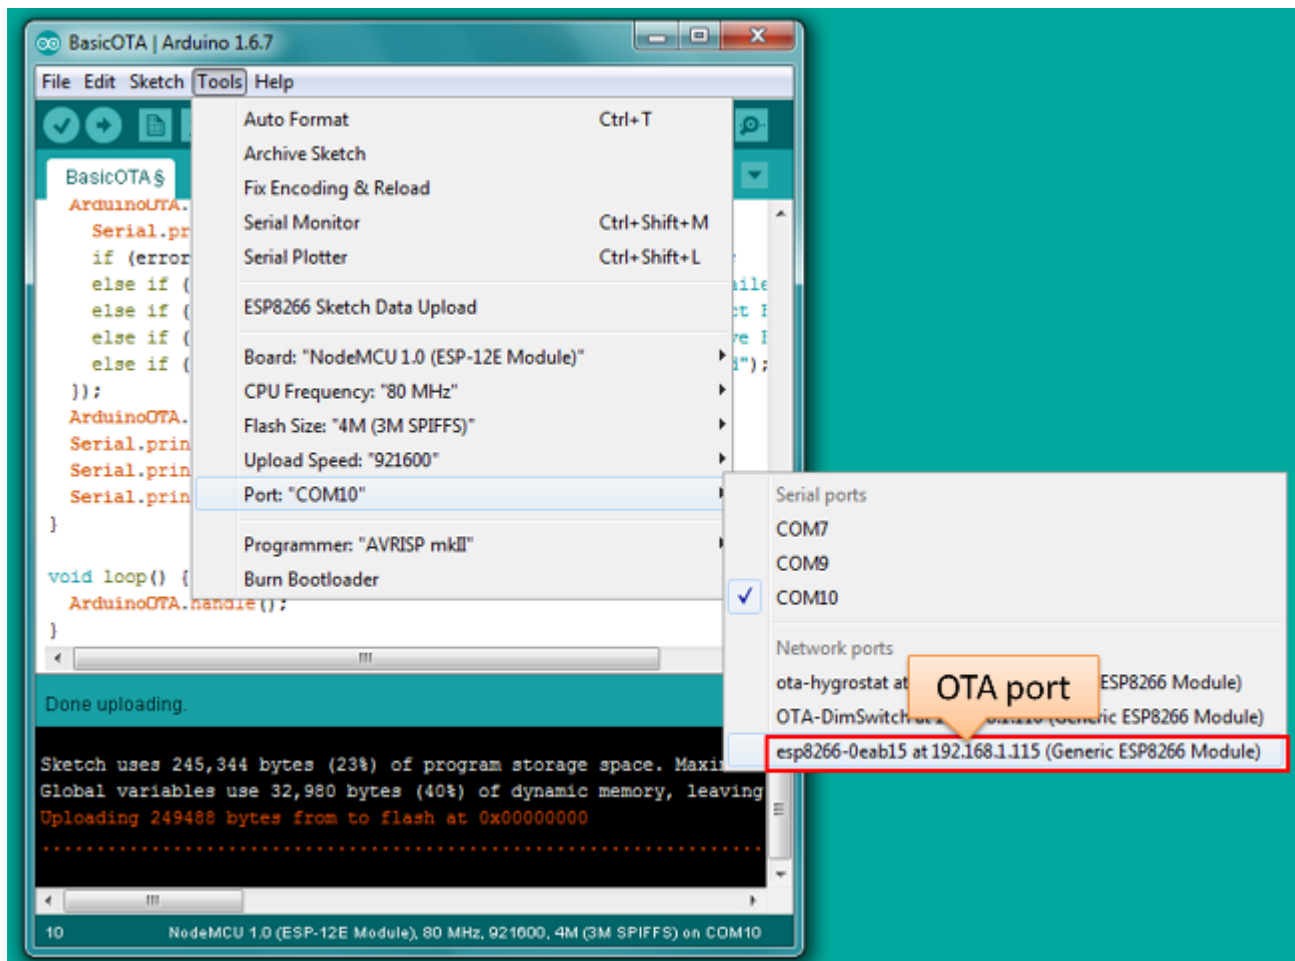 BasicOTA | Arduino 1.6.7
File Edit Sketch Tools Help
Auto Format Ctrl+T
Archive Sketch
Fix Encoding & Reload
Serial Monitor Ctrl+Shift+M
Serial Plotter Ctrl+Shift+L
ESP8266 Sketch Data Upload
Board: "NodeMCU 1.0 (ESP-12E Module)"
CPU Frequency: "80 MHz"
Flash Size: "4M (3M SPIFFS)"
Upload Speed: "921600"
Port: "COM10"
Programmer: "AVRISP mkII"
Burn Bootloader
BasicOTA§
ArduinoOTA.
Serial.pr
if (error
else if (
else if (
else if (
else if ( d");
});
ArduinoOTA.
Serial.prin
Serial.prin
Serial.prin
}
void loop() {
ArduinoOTA.handle();
}
Serial ports
COM7
COM9
COM10
Network ports
ota-hygrostat at ESP8266 Module)
OTA-DimSwitch (Generic ESP8266 Module)
esp8266-0eab15 at 192.168.1.115 (Generic ESP8266 Module)
OTA port
Done uploading.
Sketch uses 245,344 bytes (23%) of program storage space. Maxi
Global variables use 32,980 bytes (40%) of dynamic memory, leaving
Uploading 249488 bytes from to flash at 0x00000000
................................................................
10 NodeMCU 1.0 (ESP-12E Module), 80 MHz, 921600, 4M (3M SPIFFS) on COM10